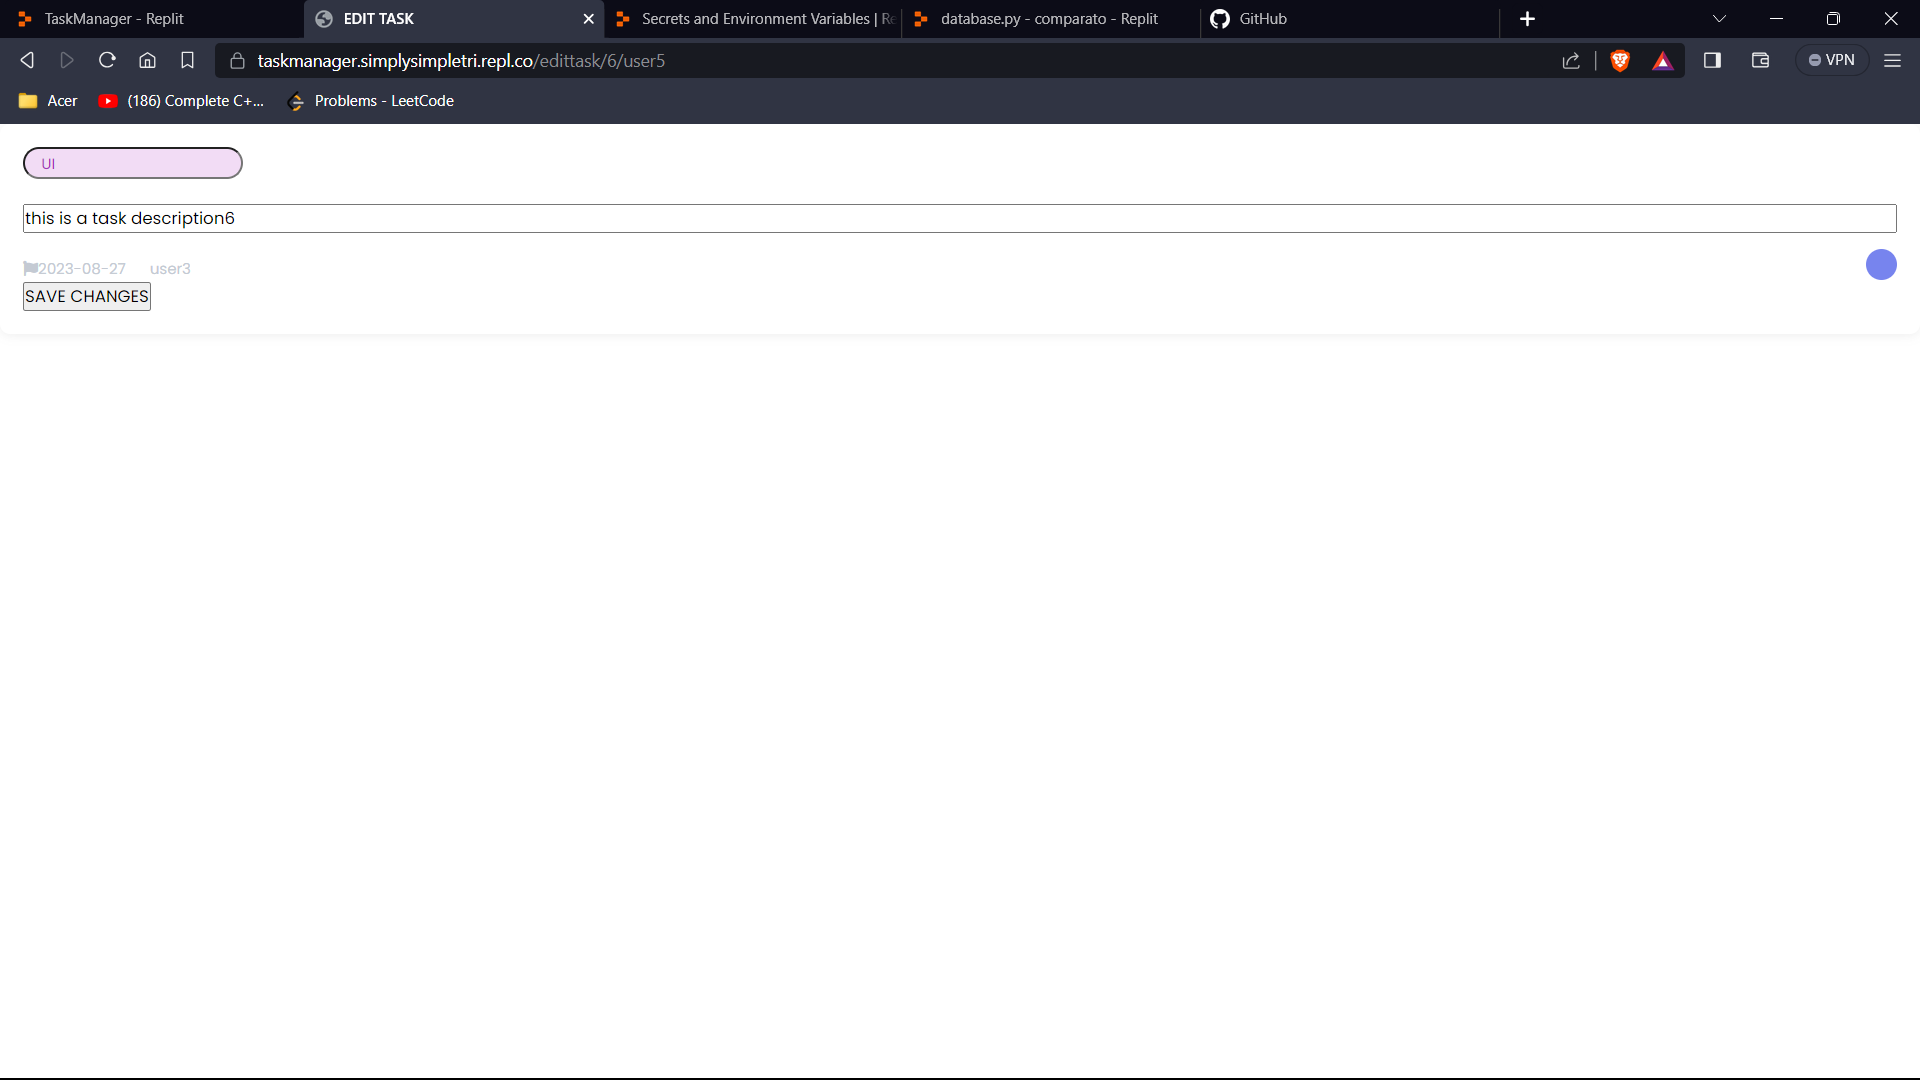 TaskManager - Replit
EDIT TASK
Secrets and Environment Variables | Re
database.py - comparato - Replit
GitHub
taskmanager.simplysimpletri.repl.co/edittask/6/user5
VPN
Acer
(186) Complete C+...
Problems - LeetCode
UI
this is a task description6
2023-08-27 user3
SAVE CHANGES